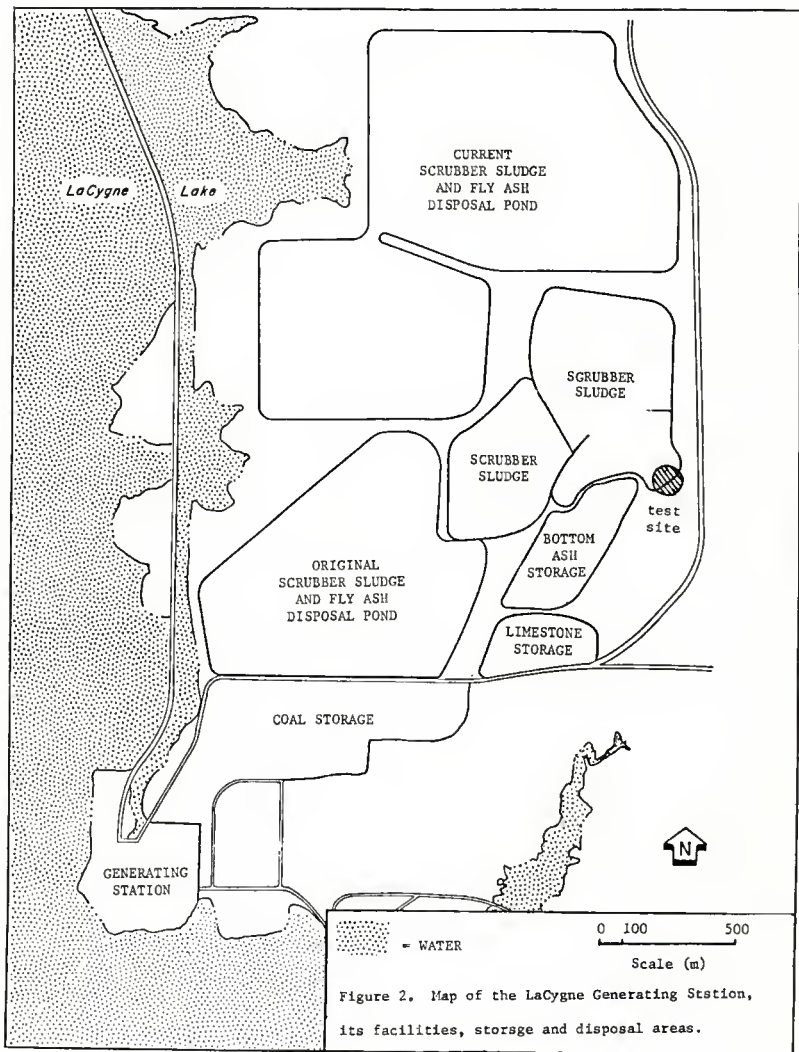 CURRENT
SCRUBBER SLUDGE
AND FLY ASH
DISPOSAL POND
LaCygne Lake
SGRUBBER
SLUDGE
SCRUBBER
SLUDGE
test
site
BOTTOM
ASH
STORAGE
ORIGINAL
SCRUBBER SLUDGE
AND FLY ASH
DISPOSAL POND
LIMESTONE
STORAGE
COAL STORAGE
N
GENERATING
STATION
= WATER
0 100 500
Scale (m)
Figure 2. Map of the LaCygne Generating Ststion,
its facilities, storsge and disposal areas.